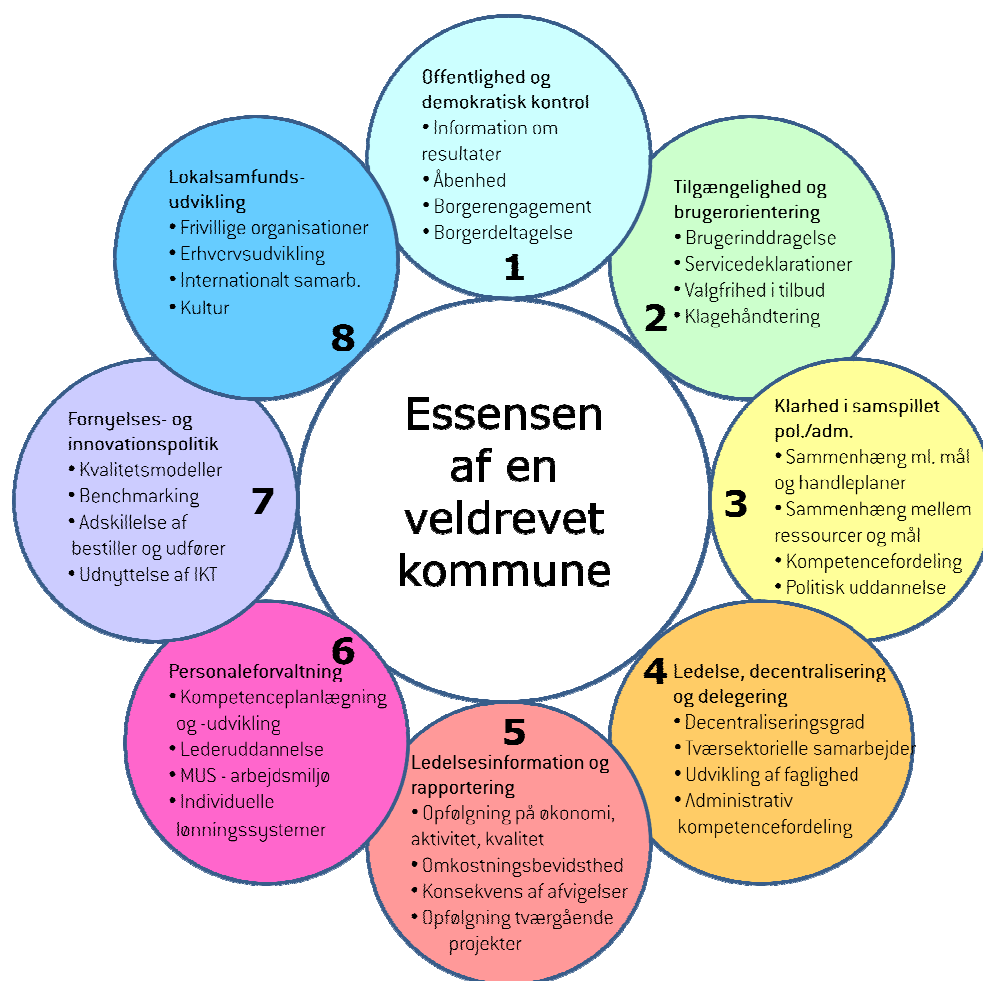 Essensen
af en
veldrevet
kommune
Offentlighed og
demokratisk kontrol
• Information om
resultater
• Åbenhed
• Borgerengagement
• Borgerdeltagelse
1
Tilgængelighed og
brugerorientering
• Brugerinddragelse
• Servicedeklarationer
• Valgfrihed i tilbud
• Klagehåndtering
2
Klarhed i samspillet
pol./adm.
• Sammenhæng ml. mål
og handleplaner
• Sammenhæng mellem
ressourcer og mål
• Kompetencefordeling
• Politisk uddannelse
3
4
Ledelse, decentralisering
og delegering
• Decentraliseringsgrad
• Tværsektorielle samarbejder
• Udvikling af faglighed
• Administrativ
kompetencefordeling
5
Ledelsesinformation og
rapportering
• Opfølgning på økonomi,
aktivitet, kvalitet
• Omkostningsbevidsthed
• Konsekvens af afvigelser
• Opfølgning tværgående
projekter
6
Personaleforvaltning
• Kompetenceplanlægning
og -udvikling
• Lederuddannelse
• MUS - arbejdsmiljø
• Individuelle
lønningssystemer
Fornyelses- og
innovationspolitik
• Kvalitetsmodeller
• Benchmarking
• Adskillelse af
bestiller og udfører
• Udnyttelse af IKT
7
Lokalsamfunds-
udvikling
• Frivillige organisationer
• Erhvervsudvikling
• Internationalt samarb.
• Kultur
8